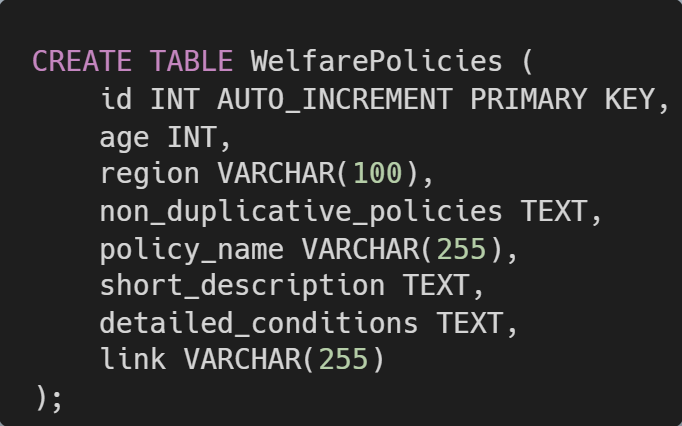 CREATE TABLE WelfarePolicies (
    id INT AUTO_INCREMENT PRIMARY KEY,
    age INT,
    region VARCHAR(100),
    non_duplicative_policies TEXT,
    policy_name VARCHAR(255),
    short_description TEXT,
    detailed_conditions TEXT,
    link VARCHAR(255)
);